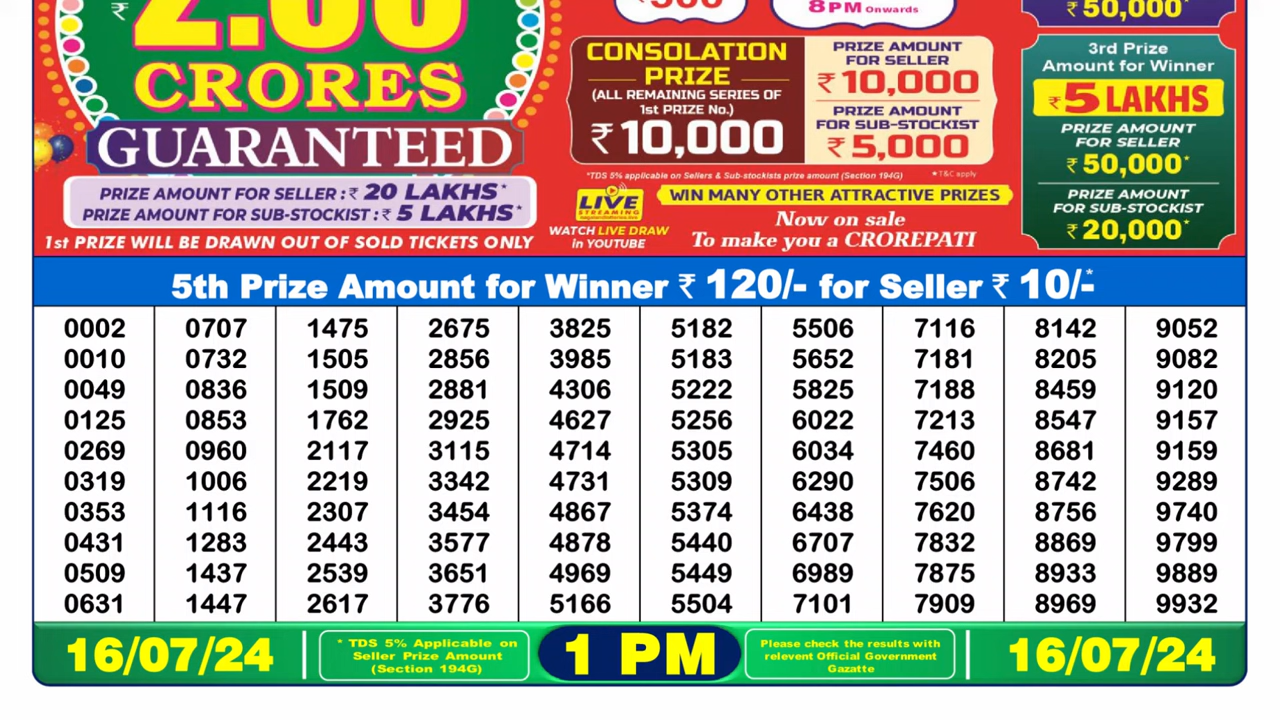 ₹ 2.00
CRORES
GUARANTEED
PRIZE AMOUNT FOR SELLER : ₹ 20 LAKHS*
PRIZE AMOUNT FOR SUB-STOCKIST : ₹ 5 LAKHS*
1st PRIZE WILL BE DRAWN OUT OF SOLD TICKETS ONLY
₹500
8PM Onwards
CONSOLATION
PRIZE
(ALL REMAINING SERIES OF
1st PRIZE No.)
₹ 10,000
PRIZE AMOUNT
FOR SELLER
₹ 10,000
PRIZE AMOUNT
FOR SUB-STOCKIST
₹ 5,000
*TDS 5% applicable on Sellers & Sub-stockists prize amount (Section 194G)
*T&C apply
LIVE
STREAMING
WATCH LIVE DRAW
in YOUTUBE
WIN MANY OTHER ATTRACTIVE PRIZES
Now on sale
To make you a CROREPATI
₹ 50,000*
3rd Prize
Amount for Winner
₹ 5 LAKHS
PRIZE AMOUNT
FOR SELLER
₹ 50,000*
PRIZE AMOUNT
FOR SUB-STOCKIST
₹ 20,000*
5th Prize Amount for Winner ₹ 120/- for Seller ₹ 10/-*
0002 0707 1475 2675 3825 5182 5506 7116 8142 9052
0010 0732 1505 2856 3985 5183 5652 7181 8205 9082
0049 0836 1509 2881 4306 5222 5825 7188 8459 9120
0125 0853 1762 2925 4627 5256 6022 7213 8547 9157
0269 0960 2117 3115 4714 5305 6034 7460 8681 9159
0319 1006 2219 3342 4731 5309 6290 7506 8742 9289
0353 1116 2307 3454 4867 5374 6438 7620 8756 9740
0431 1283 2443 3577 4878 5440 6707 7832 8869 9799
0509 1437 2539 3651 4969 5449 6989 7875 8933 9889
0631 1447 2617 3776 5166 5504 7101 7909 8969 9932
16/07/24
* TDS 5% Applicable on
Seller Prize Amount
(Section 194G)
1 PM
Please check the results with
relevent Official Government
Gazatte
16/07/24